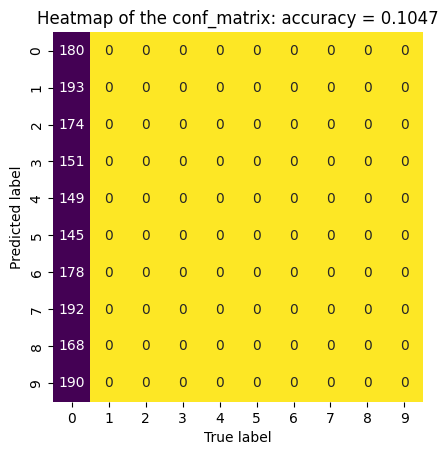 Heatmap of the conf_matrix: accuracy = 0.1047
0 180 0 0 0 0 0 0 0 0 0
1 193 0 0 0 0 0 0 0 0 0
2 174 0 0 0 0 0 0 0 0 0
3 151 0 0 0 0 0 0 0 0 0
4 149 0 0 0 0 0 0 0 0 0
5 145 0 0 0 0 0 0 0 0 0
6 178 0 0 0 0 0 0 0 0 0
7 192 0 0 0 0 0 0 0 0 0
8 168 0 0 0 0 0 0 0 0 0
9 190 0 0 0 0 0 0 0 0 0
Predicted label
0 1 2 3 4 5 6 7 8 9
True label